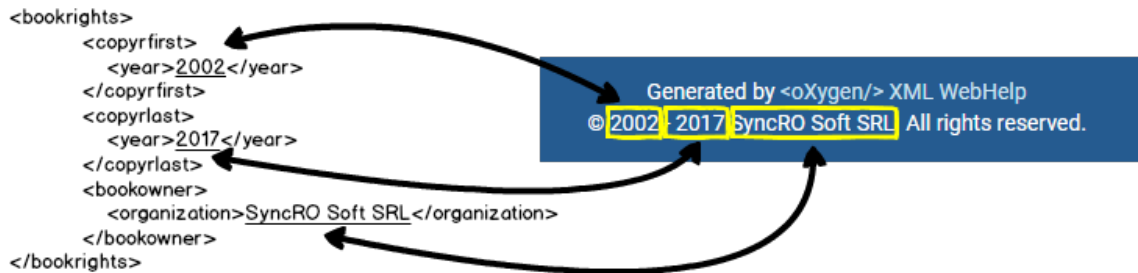 <bookrights>
<copyrfirst>
<year>2002</year>
</copyrfirst>
<copyrlast>
<year>2017</year>
</copyrlast>
<bookowner>
<organization>SyncRO Soft SRL</organization>
</bookowner>
</bookrights>
Generated by <oXygen/> XML WebHelp
© 2002 - 2017 SyncRO Soft SRL. All rights reserved.